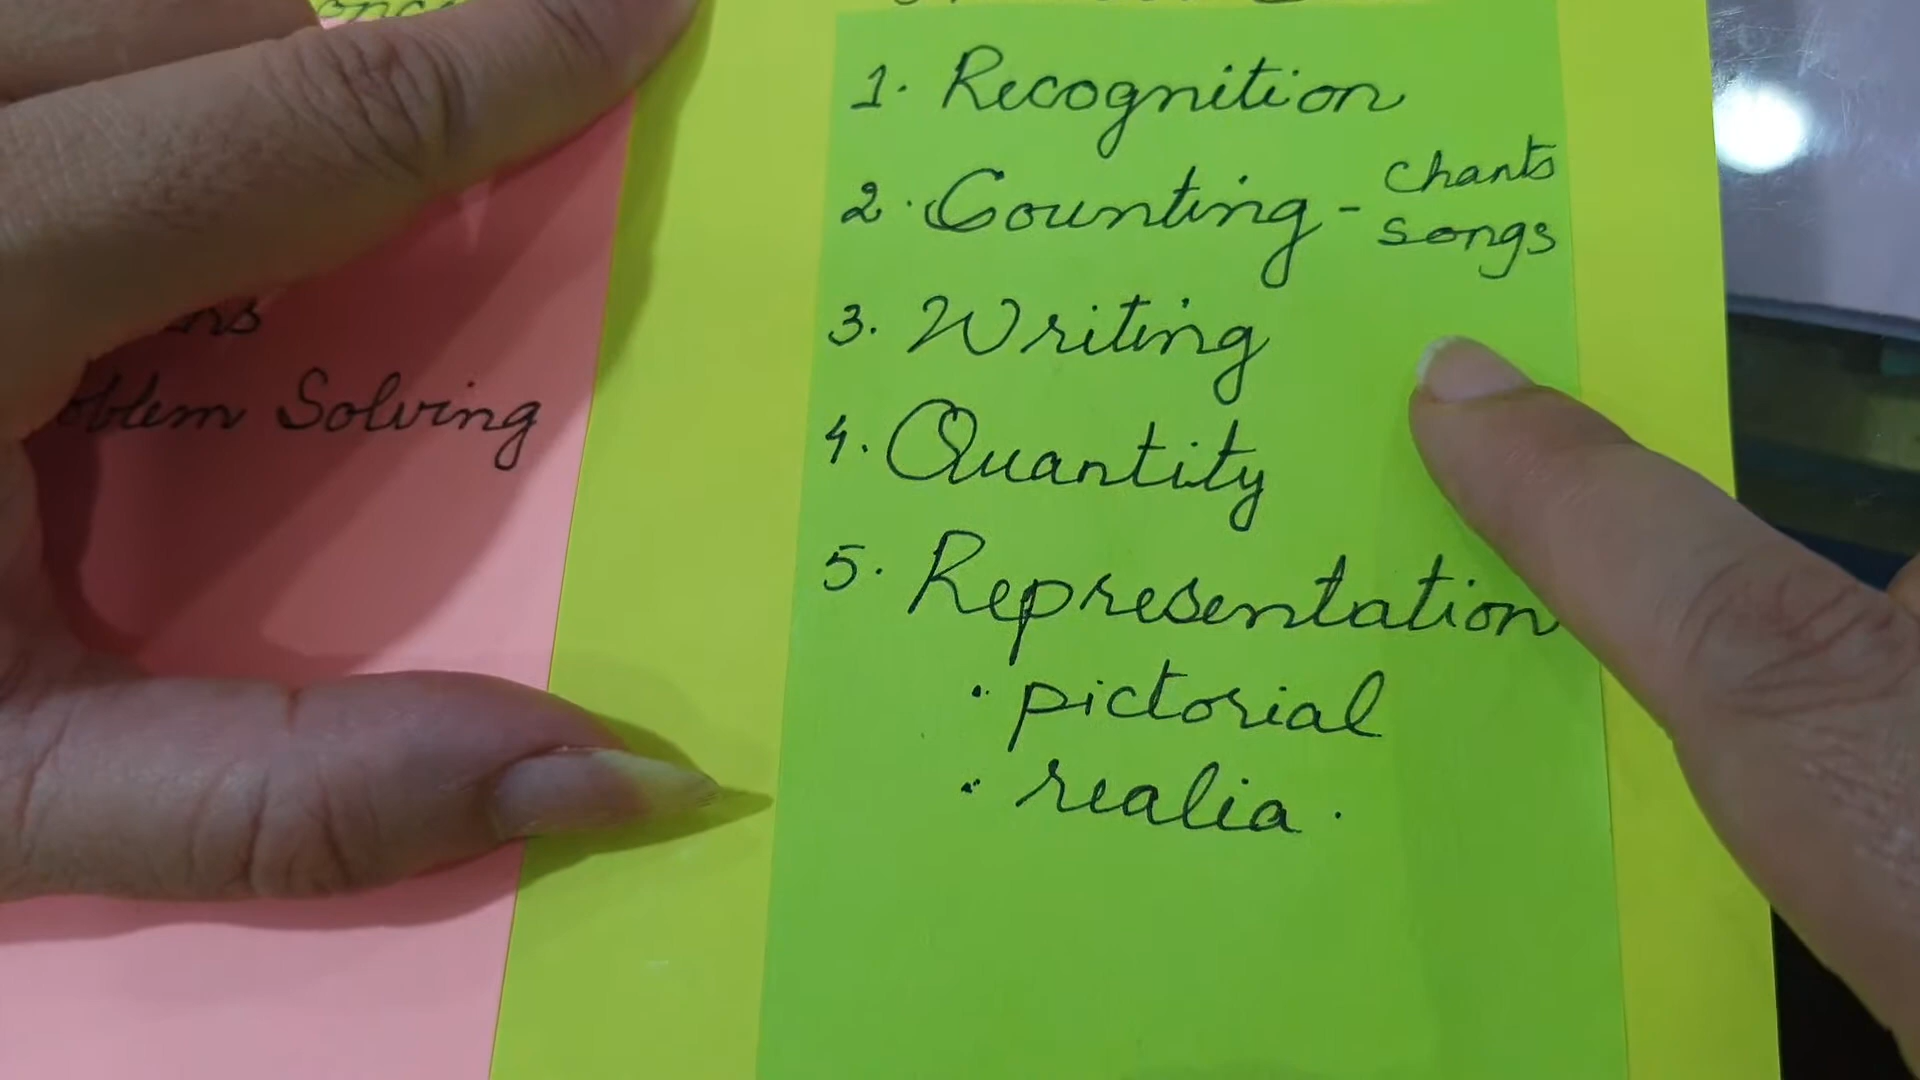 1. Recognition
2. Counting - chants
songs
3. Writing
4. Quantity
5. Representation
· pictorial
· realia.
Solving